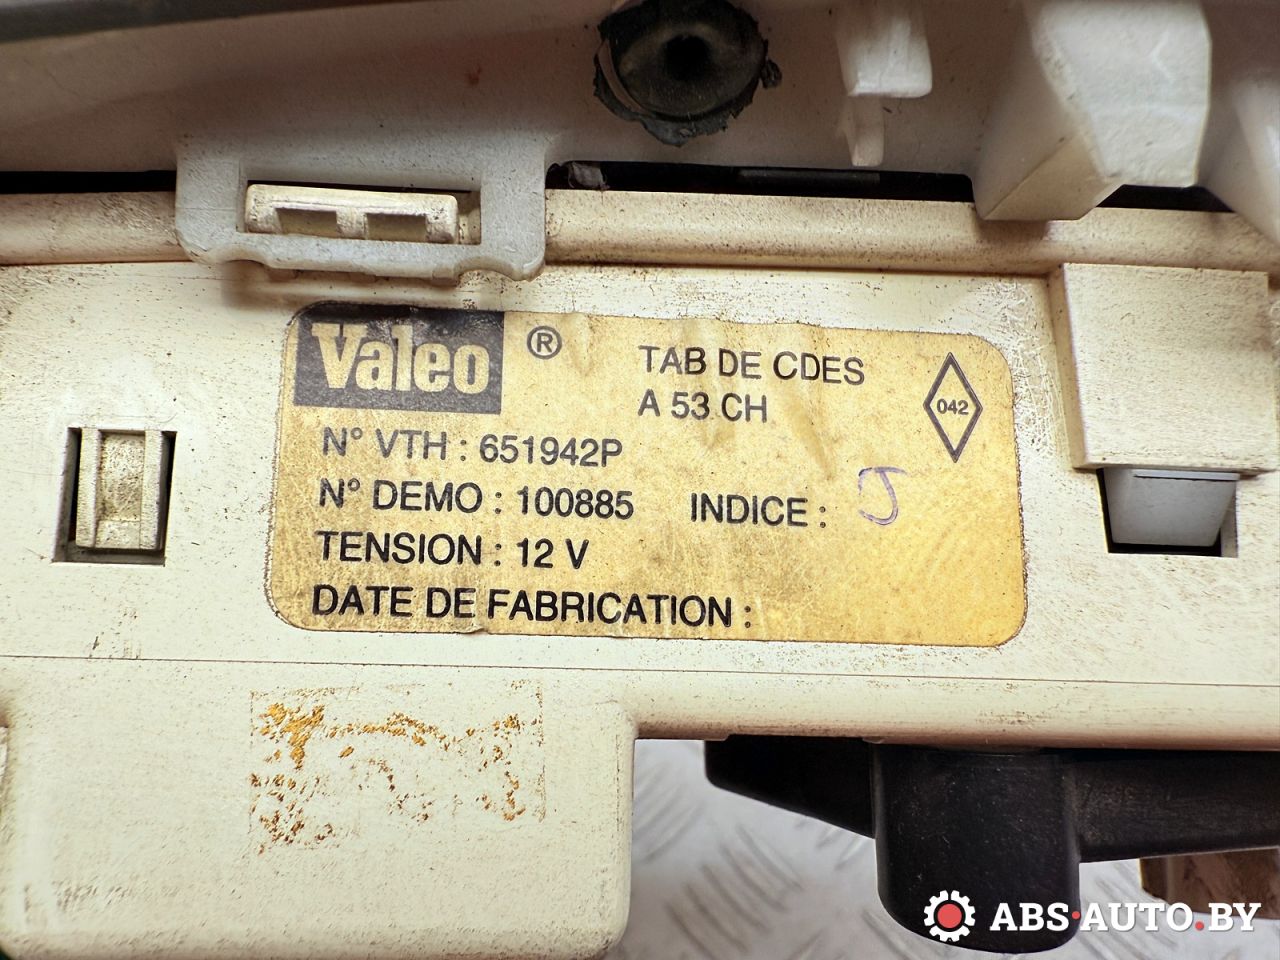 Valeo ®
TAB DE CDES
A 53 CH
042
N° VTH : 651942P
N° DEMO : 100885 INDICE : J
TENSION : 12 V
DATE DE FABRICATION :
ABS·AUTO.BY